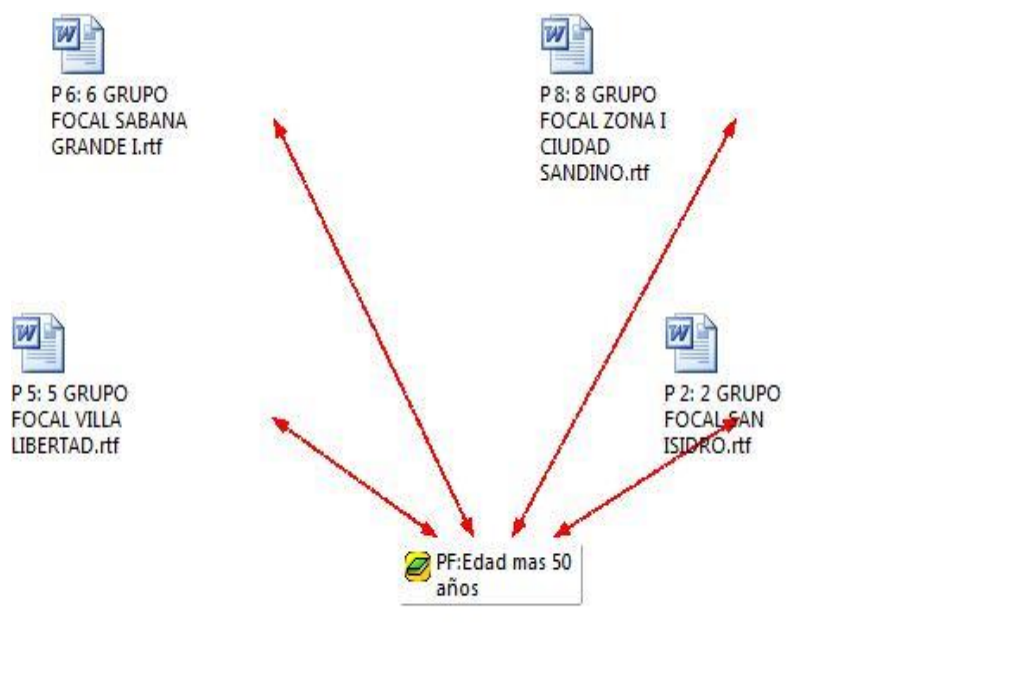 P 6: 6 GRUPO
FOCAL SABANA
GRANDE I.rtf
P 8: 8 GRUPO
FOCAL ZONA I
CIUDAD
SANDINO.rtf
P 5: 5 GRUPO
FOCAL VILLA
LIBERTAD.rtf
P 2: 2 GRUPO
FOCAL SAN
ISIDRO.rtf
PF:Edad mas 50
años